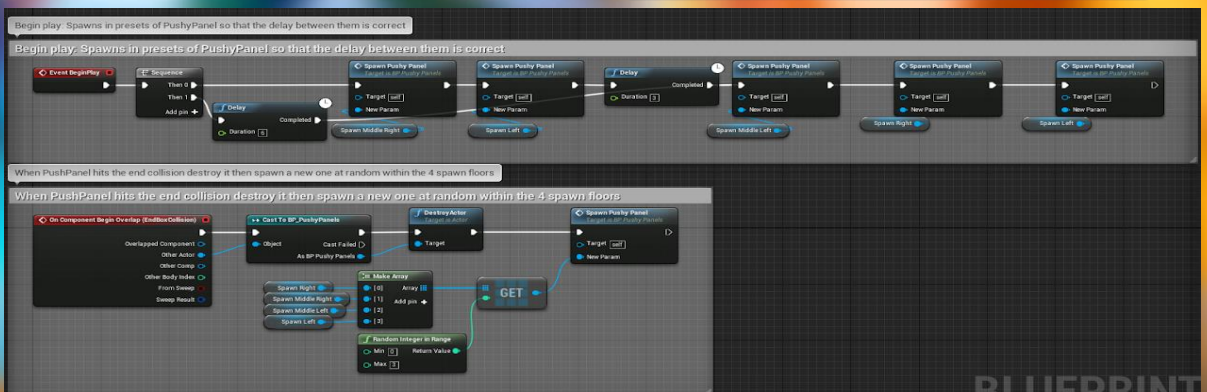 Begin play: Spawns in presets of PushyPanel so that the delay between them is correct
Begin play: Spawns in presets of PushyPanel so that the delay between them is correct
Event BeginPlay
Sequence
Then 0
Then 1
Add pin +
Delay
Completed
Duration 6
Spawn Pushy Panel
Target is BP Pushy Panels
Target self
New Param
Spawn Middle Right
Spawn Pushy Panel
Target is BP Pushy Panels
Target self
New Param
Spawn Left
Delay
Completed
Duration 3
Spawn Pushy Panel
Target is BP Pushy Panels
Target self
New Param
Spawn Middle Left
Spawn Pushy Panel
Target is BP Pushy Panels
Target self
New Param
Spawn Right
Spawn Pushy Panel
Target is BP Pushy Panels
Target self
New Param
Spawn Left
When PushPanel hits the end collision destroy it then spawn a new one at random within the 4 spawn floors
When PushPanel hits the end collision destroy it then spawn a new one at random within the 4 spawn floors
On Component Begin Overlap (EndBoxCollision)
Overlapped Component
Other Actor
Other Comp
Other Body Index
From Sweep
Sweep Result
Cast To BP_PushyPanels
Object
Cast Failed
As BP Pushy Panels
DestroyActor
Target is Actor
Target
Spawn Pushy Panel
Target is BP Pushy Panels
Target self
New Param
Spawn Right
Spawn Middle Right
Spawn Middle Left
Spawn Left
Make Array
[0] Array
[1] Add pin +
[2]
[3]
GET
Random Integer in Range
Min 0 Return Value
Max 3
BLUEPRINT